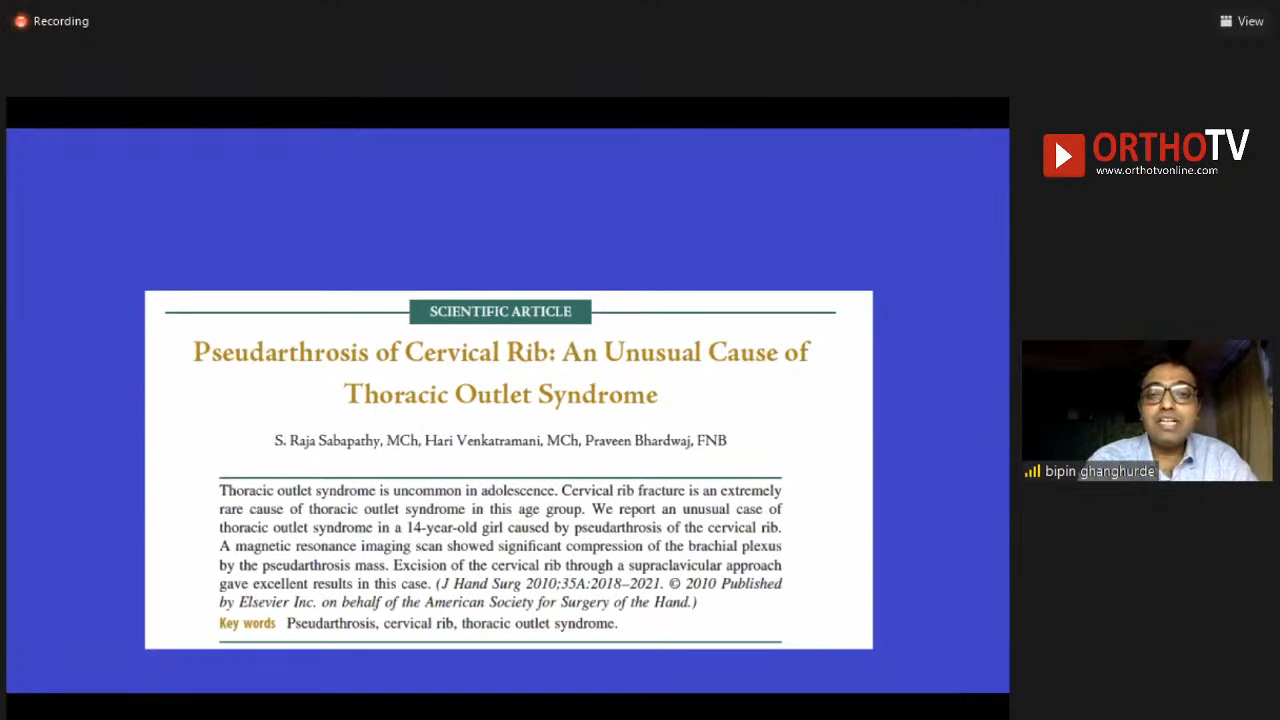 Recording
View
ORTHOTV
www.orthotvonline.com
SCIENTIFIC ARTICLE
Pseudarthrosis of Cervical Rib: An Unusual Cause of
Thoracic Outlet Syndrome
S. Raja Sabapathy, MCh, Hari Venkatramani, MCh, Praveen Bhardwaj, FNB
Thoracic outlet syndrome is uncommon in adolescence. Cervical rib fracture is an extremely
rare cause of thoracic outlet syndrome in this age group. We report an unusual case of
thoracic outlet syndrome in a 14-year-old girl caused by pseudarthrosis of the cervical rib.
A magnetic resonance imaging scan showed significant compression of the brachial plexus
by the pseudarthrosis mass. Excision of the cervical rib through a supraclavicular approach
gave excellent results in this case. (J Hand Surg 2010;35A:2018–2021. © 2010 Published
by Elsevier Inc. on behalf of the American Society for Surgery of the Hand.)
Key words Pseudarthrosis, cervical rib, thoracic outlet syndrome.
bipin ghanghurde